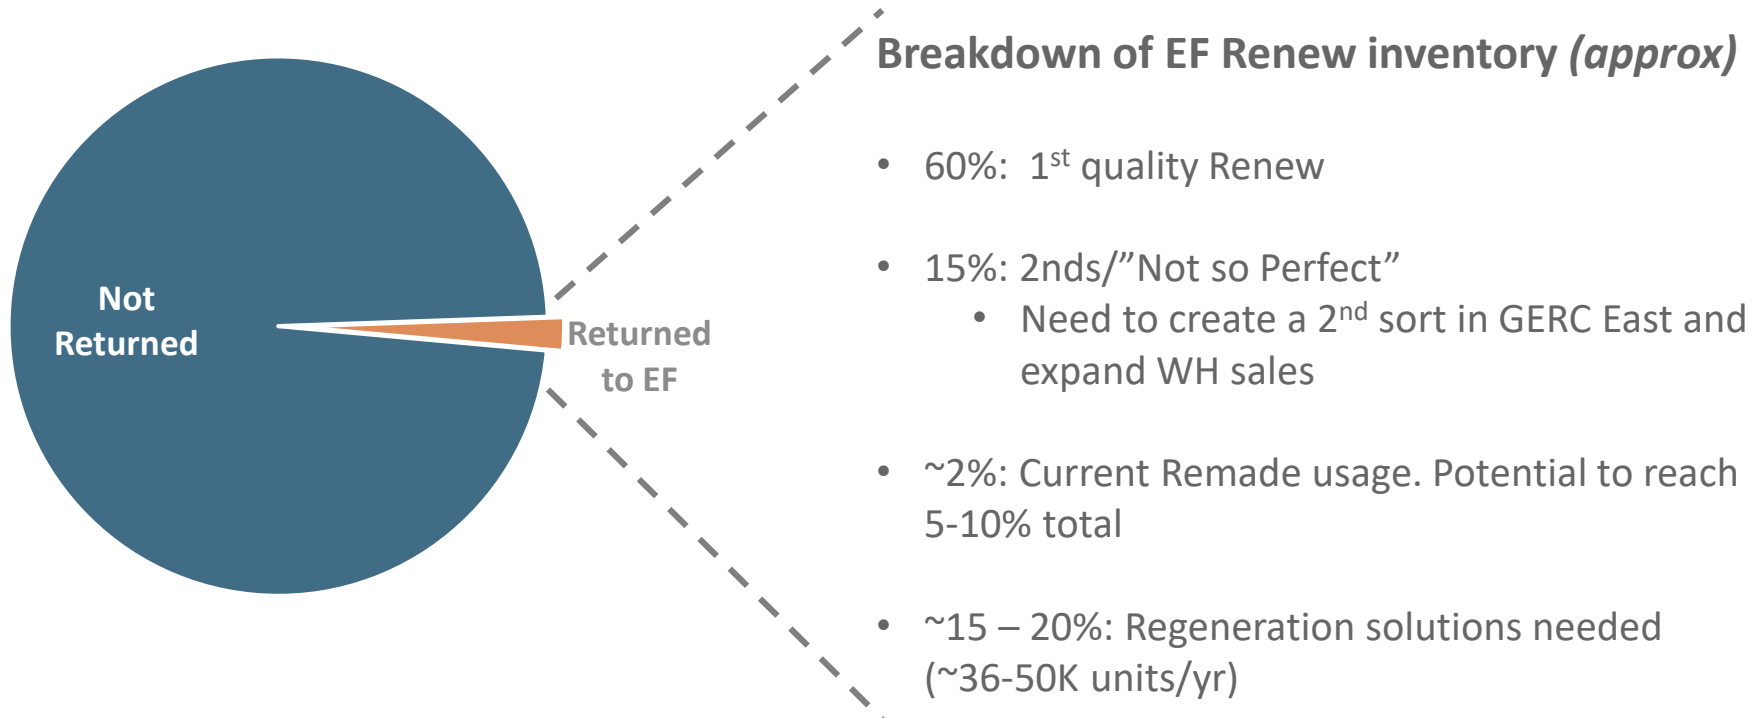 Breakdown of EF Renew inventory (approx)
• 60%:  1st quality Renew
• 15%: 2nds/”Not so Perfect”
• Need to create a 2nd sort in GERC East and
expand WH sales
• ~2%: Current Remade usage. Potential to reach
5-10% total
• ~15 – 20%: Regeneration solutions needed
(~36-50K units/yr)
Not
Returned
Returned
to EF